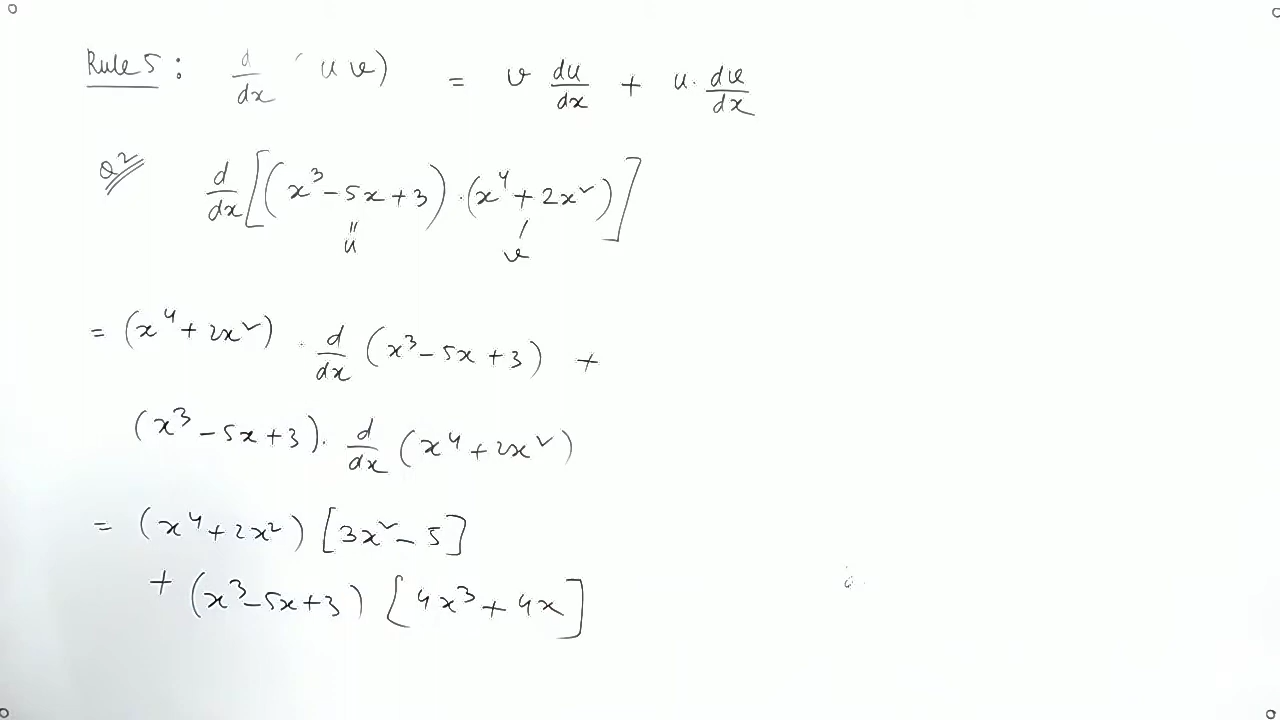 Rule 5 : d/dx (u v) = v du/dx + u · dv/dx
Q2 d/dx [(x³ - 5x + 3) · (x⁴ + 2x²)]
" u / v
= (x⁴ + 2x²) · d/dx (x³ - 5x + 3) +
(x³ - 5x + 3) · d/dx (x⁴ + 2x²)
= (x⁴ + 2x²) [3x² - 5]
+ (x³ - 5x + 3) [4x³ + 4x]